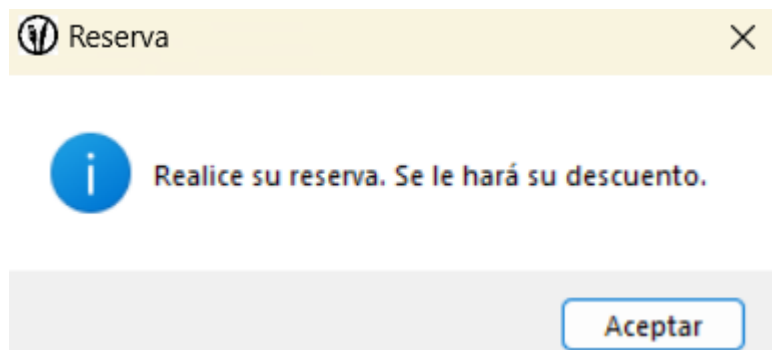 Reserva
Realice su reserva. Se le hará su descuento.
Aceptar